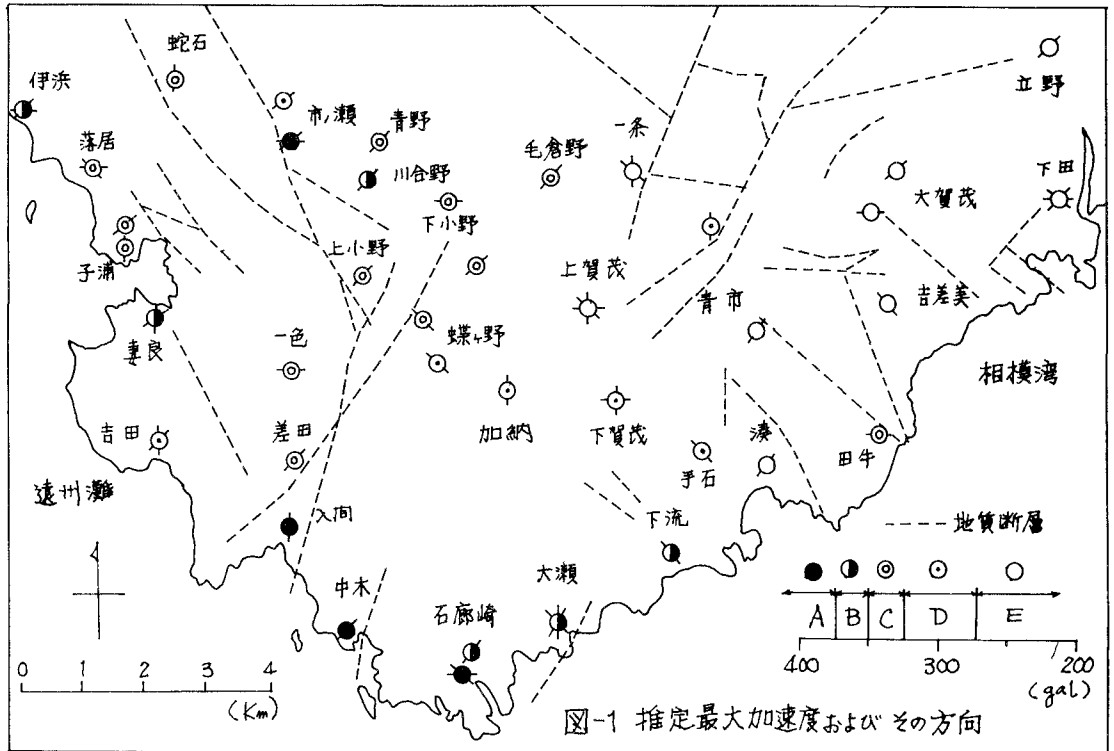 蛇石
伊浜
立野
市ノ瀬
青野
一条
落居
毛倉野
下田
川合野
大賀茂
下小野
上小野
子浦
上賀茂
吉差美
青市
妻良
一色
蝶ヶ野
相模湾
加納
下賀茂
吉田
差田
湊
田牛
手石
遠州灘
入間
下流
地質断層
中木
大瀬
石廊崎
A B C D E
0 2 4
(Km)
400 300 200
(gal)
図-1 推定最大加速度および その方向